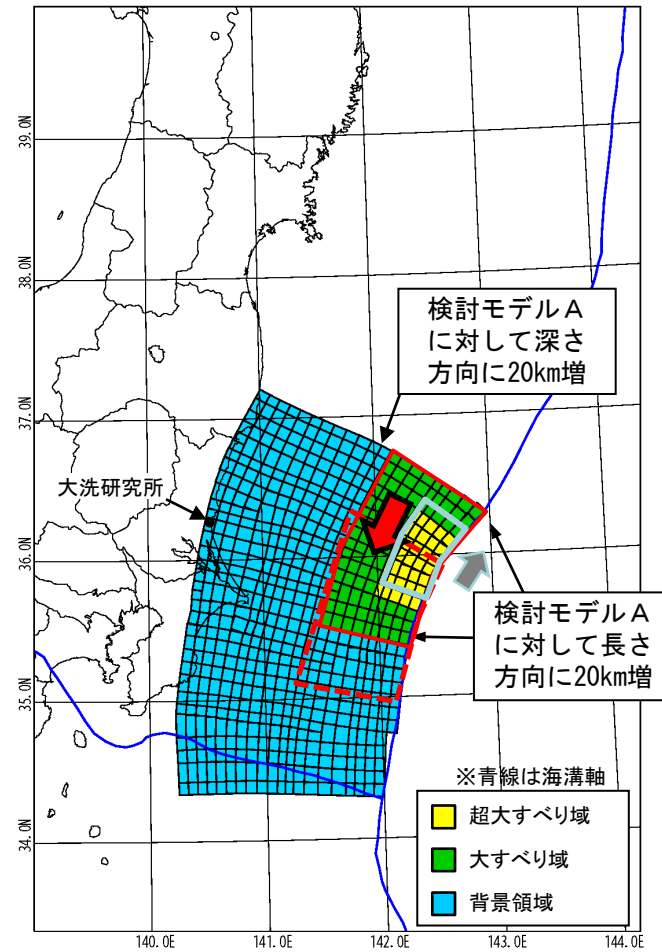 39.0N
38.0N
検討モデルA
に対して深さ
方向に20km増
37.0N
大洗研究所
36.0N
検討モデルA
に対して長さ
方向に20km増
35.0N
※青線は海溝軸
超大すべり域
34.0N
大すべり域
背景領域
140.0E
141.0E
142.0E
143.0E
144.0E